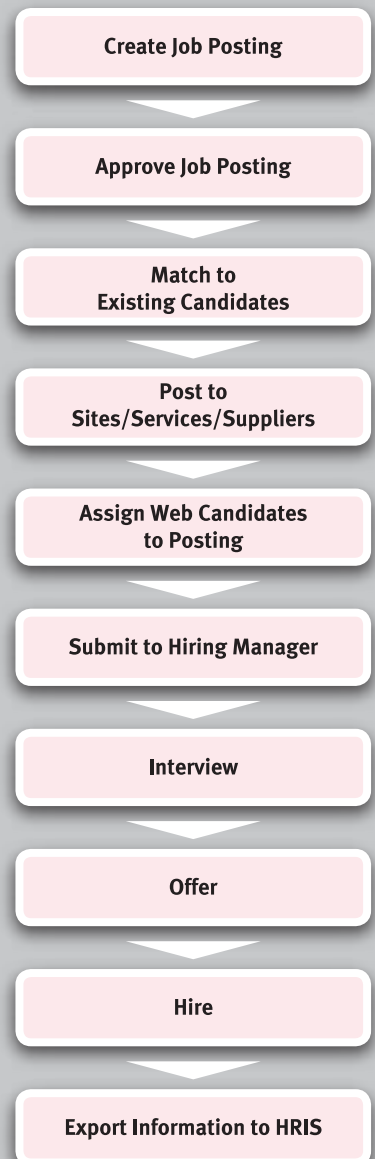 Create Job Posting
Approve Job Posting
Match to
Existing Candidates
Post to
Sites/Services/Suppliers
Assign Web Candidates
to Posting
Submit to Hiring Manager
Interview
Offer
Hire
Export Information to HRIS